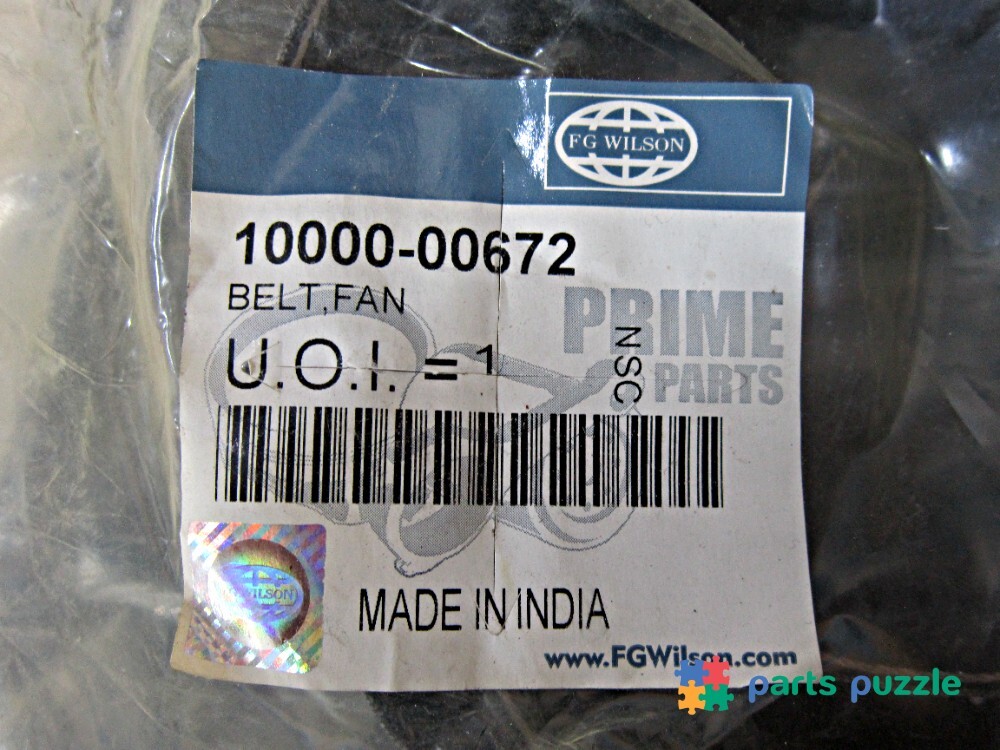 FG WILSON
10000-00672
BELT,FAN
PRIME
PARTS
U.O.I. = 1
NSC
FG WILSON
MADE IN INDIA
www.FGWilson.com
parts puzzle